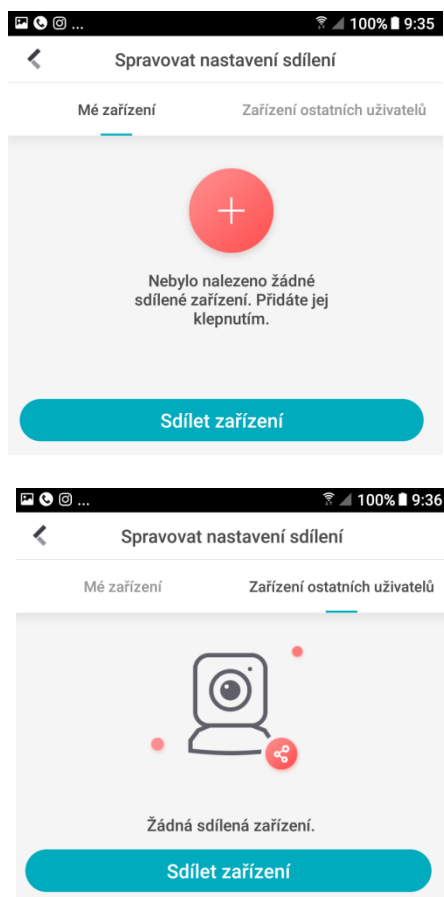 ... 100% 9:35
Spravovat nastavení sdílení
Mé zařízení Zařízení ostatních uživatelů
Nebylo nalezeno žádné
sdílené zařízení. Přidáte jej
klepnutím.
Sdílet zařízení
... 100% 9:36
Spravovat nastavení sdílení
Mé zařízení Zařízení ostatních uživatelů
Žádná sdílená zařízení.
Sdílet zařízení